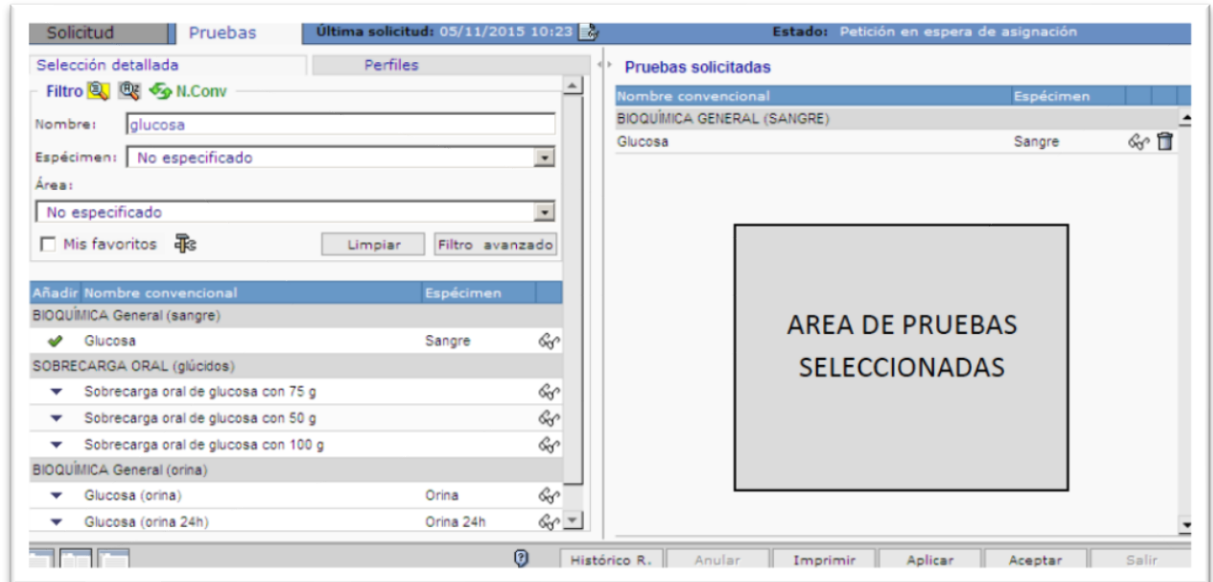 Solicitud Pruebas Última solicitud: 05/11/2015 10:23 Estado: Petición en espera de asignación
Selección detallada Perfiles
Filtro N.Conv
Nombre: glucosa
Espécimen: No especificado
Área:
No especificado
Mis favoritos Limpiar Filtro avanzado
Añadir Nombre convencional Espécimen
BIOQUÍMICA General (sangre)
Glucosa Sangre
SOBRECARGA ORAL (glúcidos)
Sobrecarga oral de glucosa con 75 g
Sobrecarga oral de glucosa con 50 g
Sobrecarga oral de glucosa con 100 g
BIOQUÍMICA General (orina)
Glucosa (orina) Orina
Glucosa (orina 24h) Orina 24h
Pruebas solicitadas
Nombre convencional Espécimen
BIOQUÍMICA GENERAL (SANGRE)
Glucosa Sangre
AREA DE PRUEBAS
SELECCIONADAS
Histórico R. Anular Imprimir Aplicar Aceptar Salir